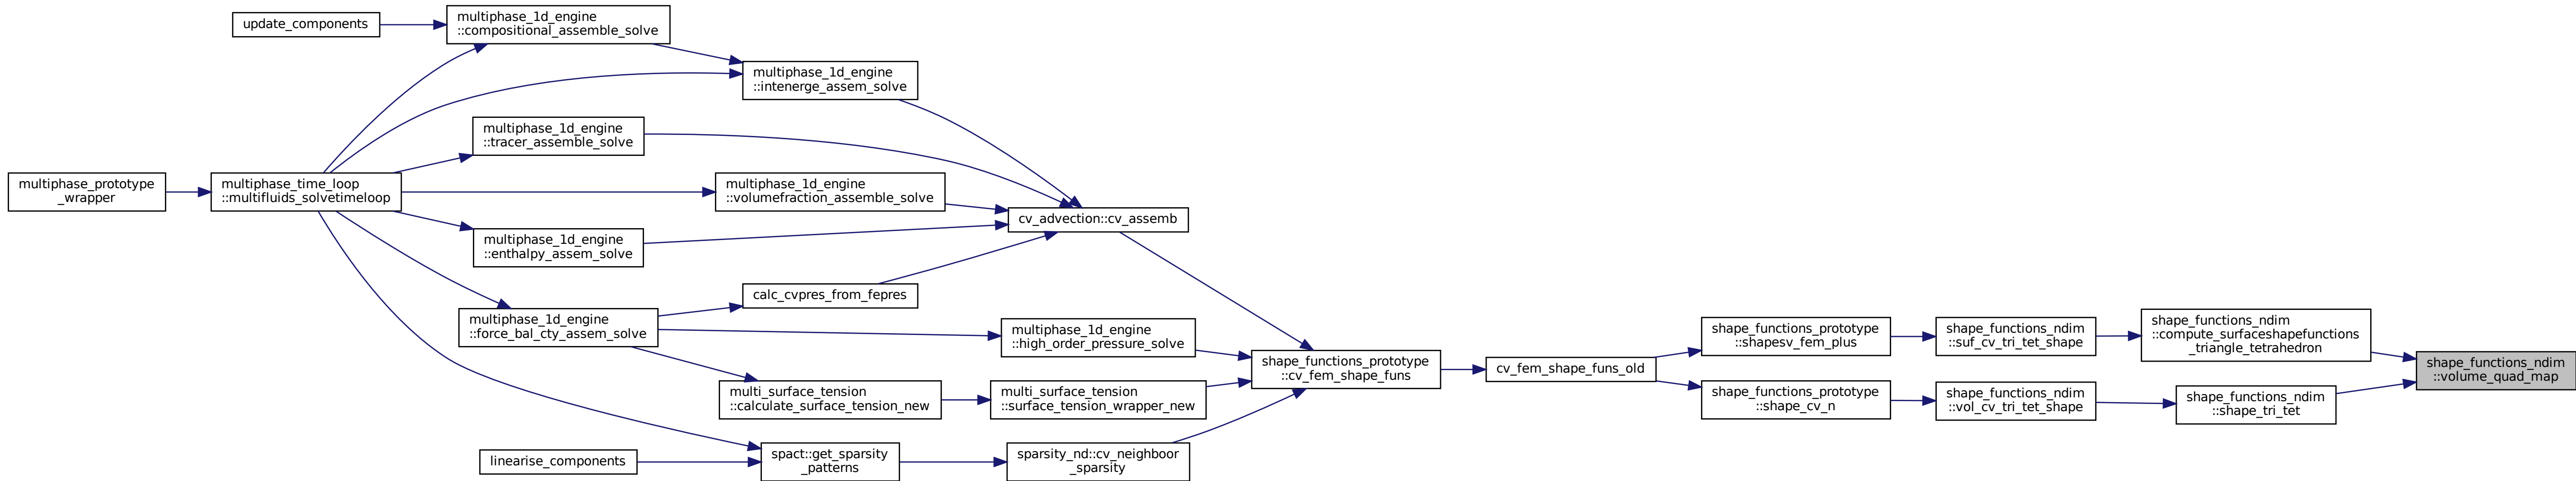 update_components
multiphase_1d_engine
::compositional_assemble_solve
multiphase_1d_engine
::intenerge_assem_solve
multiphase_1d_engine
::tracer_assemble_solve
multiphase_prototype
_wrapper
multiphase_time_loop
::multifluids_solvetimeloop
multiphase_1d_engine
::volumefraction_assemble_solve
cv_advection::cv_assemb
multiphase_1d_engine
::enthalpy_assem_solve
calc_cvpres_from_fepres
multiphase_1d_engine
::force_bal_cty_assem_solve
multiphase_1d_engine
::high_order_pressure_solve
multi_surface_tension
::calculate_surface_tension_new
multi_surface_tension
::surface_tension_wrapper_new
linearise_components
spact::get_sparsity
_patterns
sparsity_nd::cv_neighboor
_sparsity
shape_functions_prototype
::cv_fem_shape_funs
cv_fem_shape_funs_old
shape_functions_prototype
::shapesv_fem_plus
shape_functions_ndim
::suf_cv_tri_tet_shape
shape_functions_ndim
::compute_surfaceshapefunctions
_triangle_tetrahedron
shape_functions_prototype
::shape_cv_n
shape_functions_ndim
::vol_cv_tri_tet_shape
shape_functions_ndim
::shape_tri_tet
shape_functions_ndim
::volume_quad_map